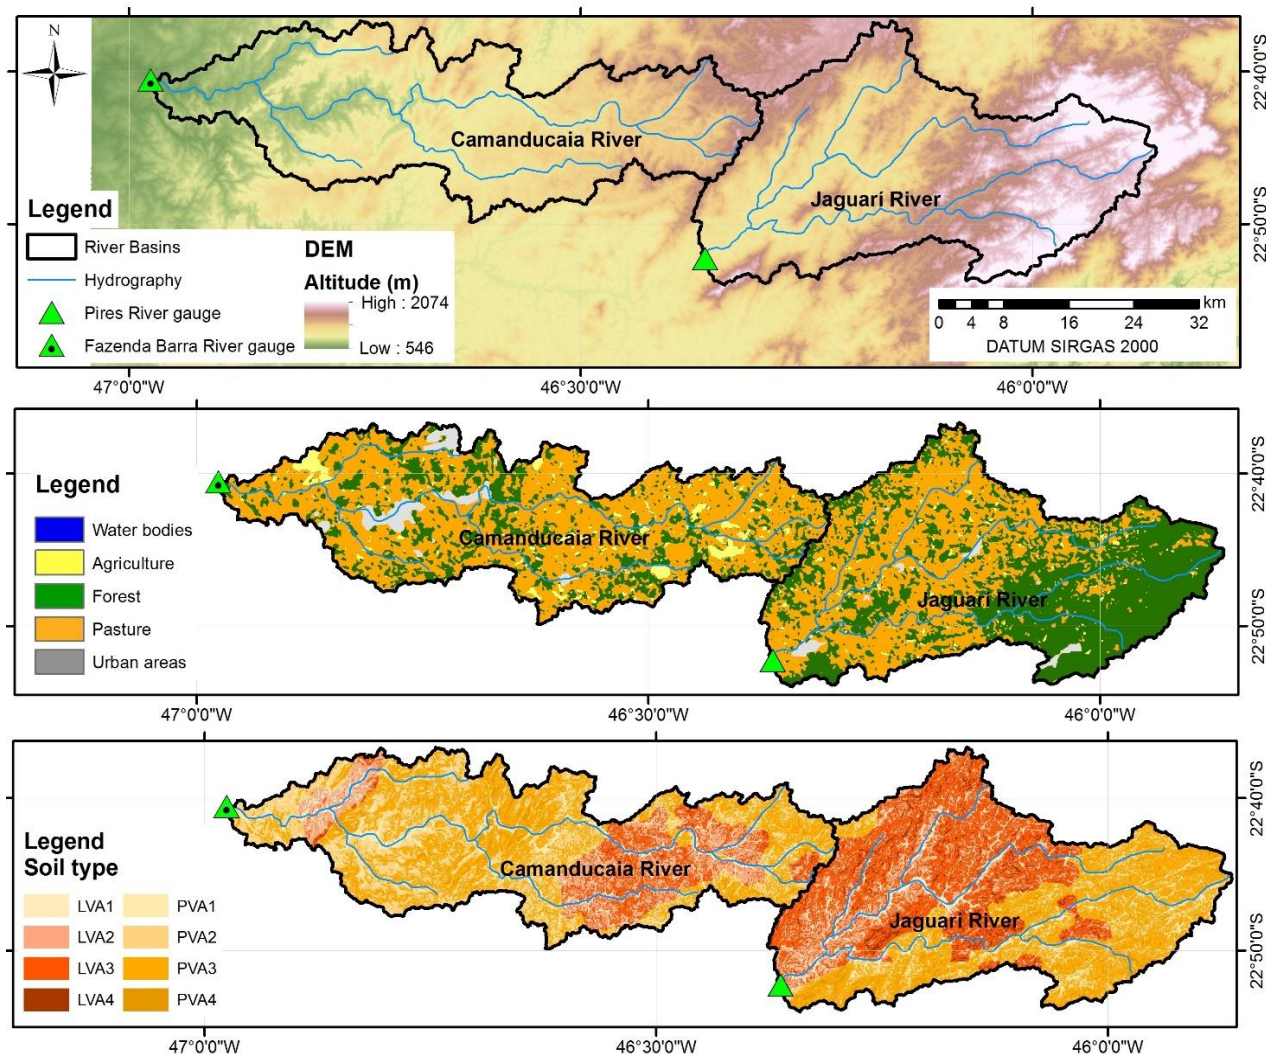 N
22°40'0"S
Camanducaia River
Jaguarí River
22°50'0"S
Legend
River Basins
Hydrography
Pires River gauge
Fazenda Barra River gauge
DEM
Altitude (m)
High : 2074
Low : 546
km
0 4 8 16 24 32
DATUM SIRGAS 2000
47°0'0"W 46°30'0"W 46°0'0"W
22°40'0"S
Legend
Water bodies
Agriculture
Forest
Pasture
Urban areas
Camanducaia River
Jaguarí River
22°50'0"S
47°0'0"W 46°30'0"W 46°0'0"W
22°40'0"S
Legend
Soil type
LVA1 PVA1
LVA2 PVA2
LVA3 PVA3
LVA4 PVA4
Camanducaia River
Jaguarí River
22°50'0"S
47°0'0"W 46°30'0"W 46°0'0"W